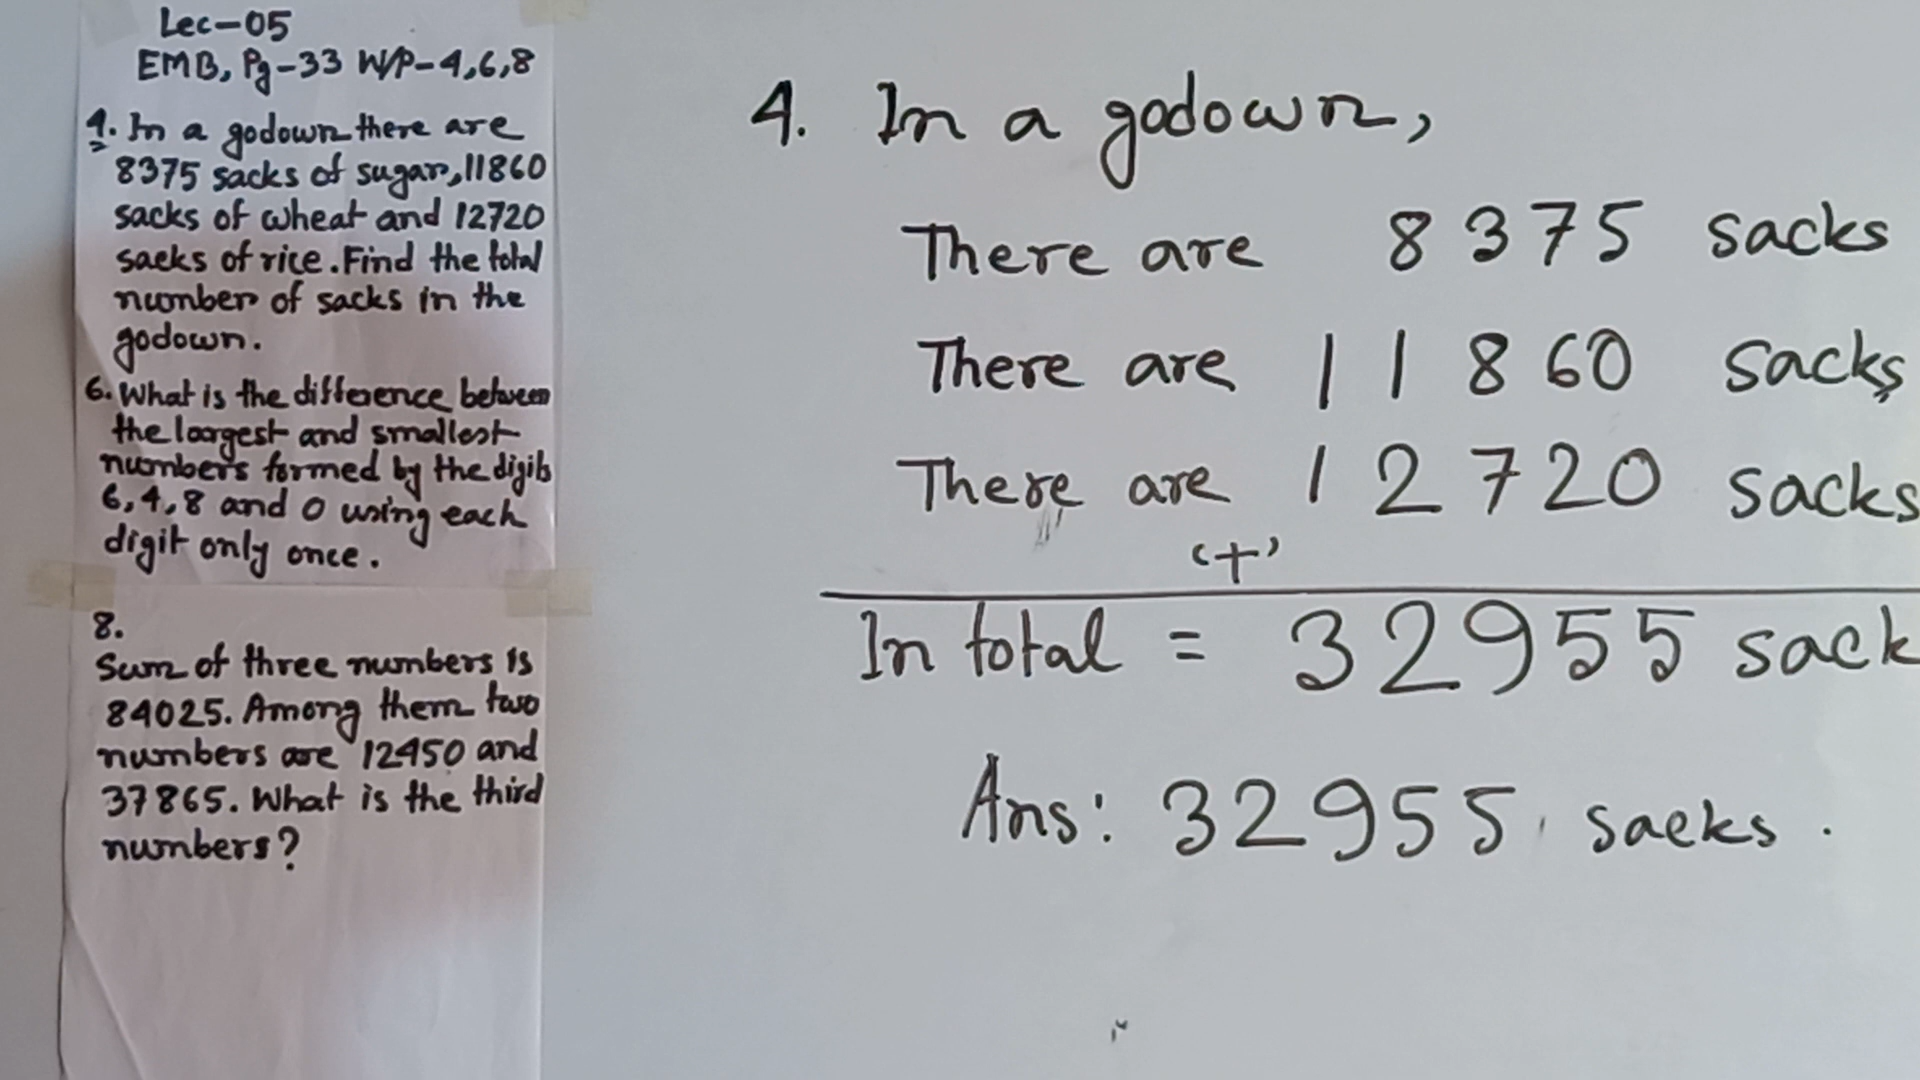 Lec-05
EMB, Pg-33 W/P-4,6,8
4. In a godown there are
8375 sacks of sugar, 11860
sacks of wheat and 12720
sacks of rice. Find the total
number of sacks in the
godown.
6. What is the difference between
the largest and smallest
numbers formed by the digits
6, 4, 8 and 0 using each
digit only once.
8.
Sum of three numbers is
84025. Among them two
numbers are 12450 and
37865. What is the third
numbers?
4. In a godown,
There are 8375 sacks
There are 11860 sacks
There are 12720 sacks
(+)
In total = 32955 sack
Ans: 32955 sacks.